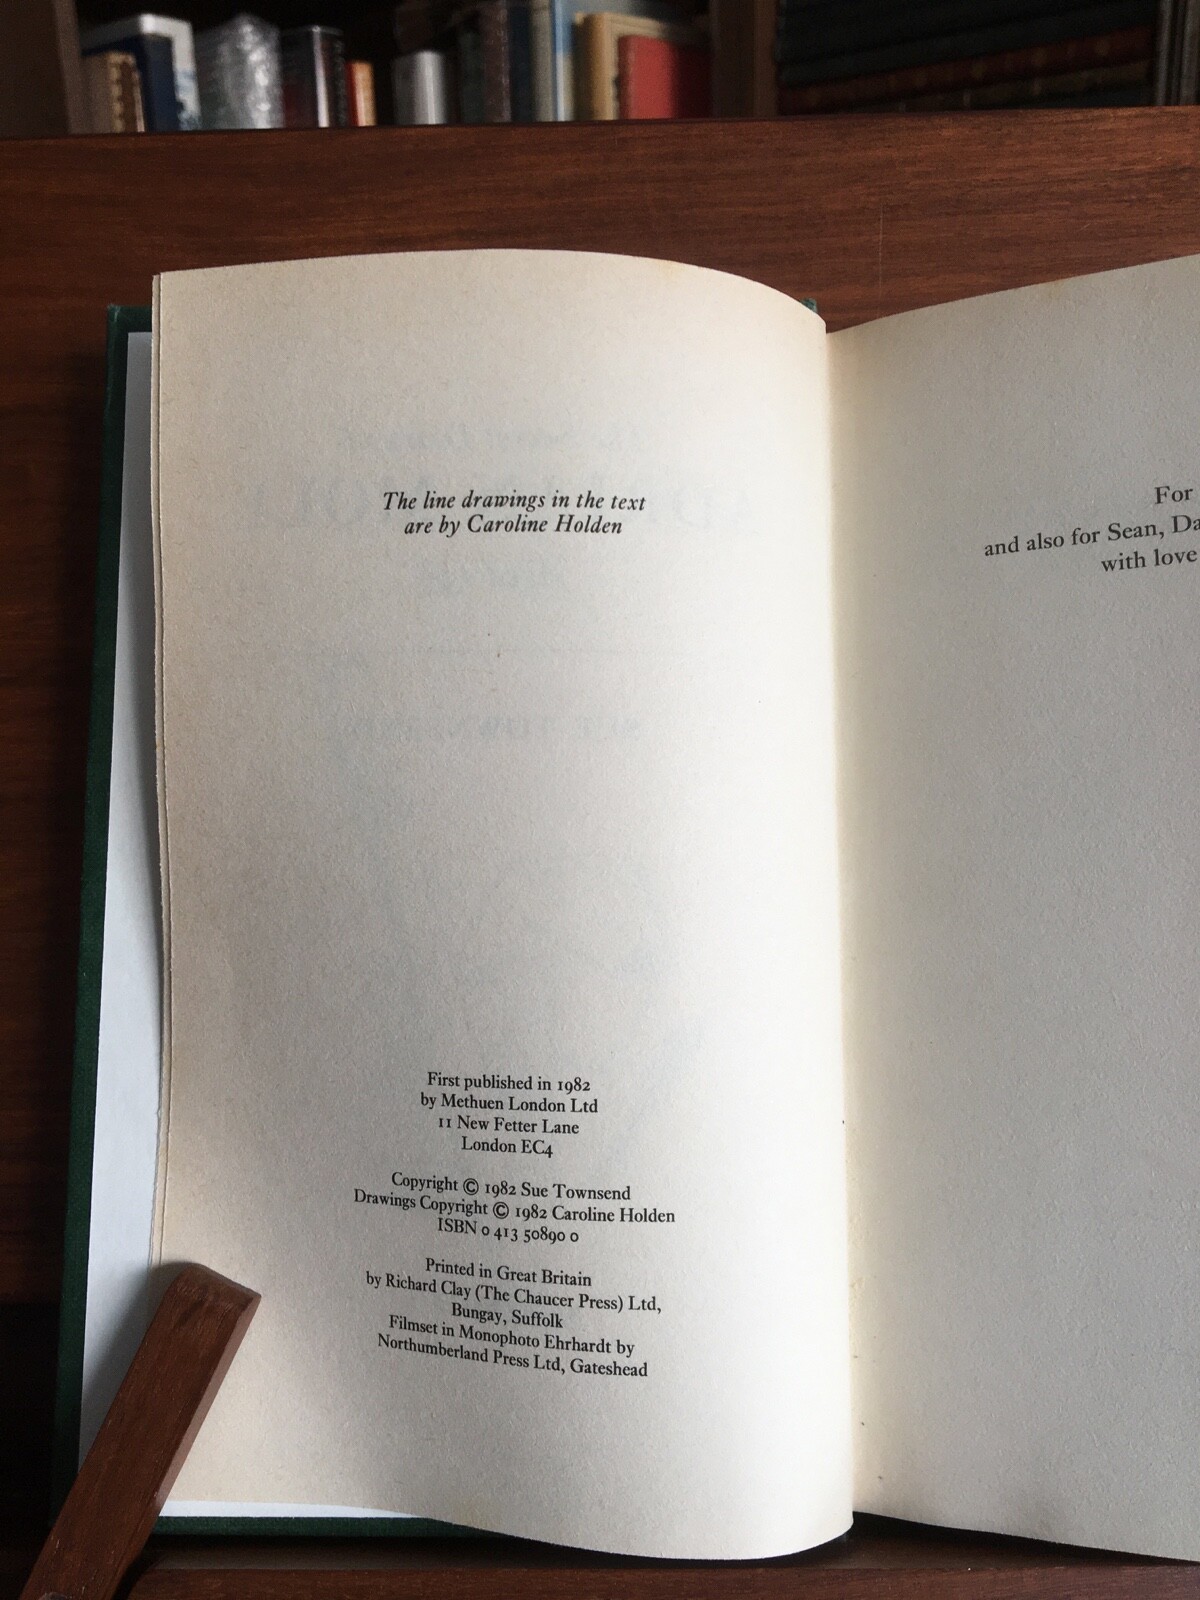 The line drawings in the text
are by Caroline Holden
First published in 1982
by Methuen London Ltd
11 New Fetter Lane
London EC4
Copyright © 1982 Sue Townsend
Drawings Copyright © 1982 Caroline Holden
ISBN 0 413 50890 0
Printed in Great Britain
by Richard Clay (The Chaucer Press) Ltd,
Bungay, Suffolk
Filmset in Monophoto Ehrhardt by
Northumberland Press Ltd, Gateshead
For
and also for Sean, Da
with love